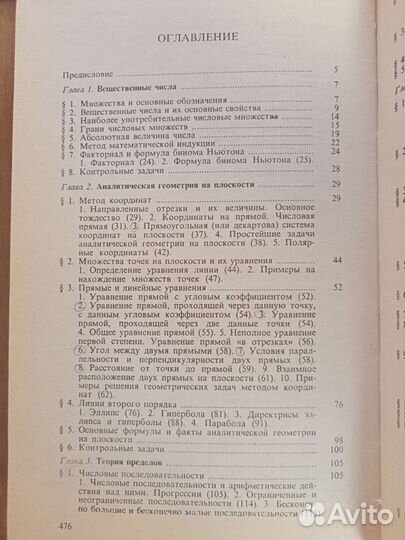 ОГЛАВЛЕНИЕ
Предисловие 5
Глава 1. Вещественные числа 7
§ 1. Множества и основные обозначения 7
§ 2. Вещественные числа и их основные свойства 9
§ 3. Наиболее употребительные числовые множества 14
§ 4. Грани числовых множеств 15
§ 5. Абсолютная величина числа 19
§ 6. Метод математической индукции 22
§ 7. Факториал и формула бинома Ньютона 24
1. Факториал (24). 2. Формула бинома Ньютона (25).
§ 8. Контрольные задачи 28
Глава 2. Аналитическая геометрия на плоскости 29
§ 1. Метод координат 29
1. Направленные отрезки и их величины. Основное
тождество (29). 2. Координаты на прямой. Числовая
прямая (31). 3. Прямоугольная (или декартова) система
координат на плоскости (37). 4. Простейшие задачи
аналитической геометрии на плоскости (38). 5. Поляр-
ные координаты (42).
§ 2. Множества точек на плоскости и их уравнения 44
1. Определение уравнения линии (44). 2. Примеры на
нахождение множеств точек (47).
§ 3. Прямые и линейные уравнения 52
1. Уравнение прямой с угловым коэффициентом (52).
2. Уравнение прямой, проходящей через данную точку,
с данным угловым коэффициентом (54). 3. Уравнение
прямой, проходящей через две данные точки (54).
4. Общее уравнение прямой (55). 5. Неполное уравнение
первой степени. Уравнение прямой «в отрезках» (56).
6. Угол между двумя прямыми (56). 7. Условия парал-
лельности и перпендикулярности двух прямых (58).
8. Расстояние от точки до прямой (59). 9. Взаимное
расположение двух прямых на плоскости (61). 10. При-
меры решения геометрических задач методом коорди-
нат (62).
§ 4. Линии второго порядка 76
1. Эллипс (76). 2. Гипербола (81). 3. Директрисы эл-
липса и гиперболы (88). 4. Парабола (91).
§ 5. Основные формулы и факты аналитической геометрии
на плоскости 98
§ 6. Контрольные задачи 100
Глава 3. Теория пределов 105
§ 1. Числовые последовательности 105
1. Числовые последовательности и арифметические дей-
ствия над ними. Прогрессии (105). 2. Ограниченные и
неограниченные последовательности (114). 3. Бесконеч-
но большие и бесконечно малые последовательности
476
Avito